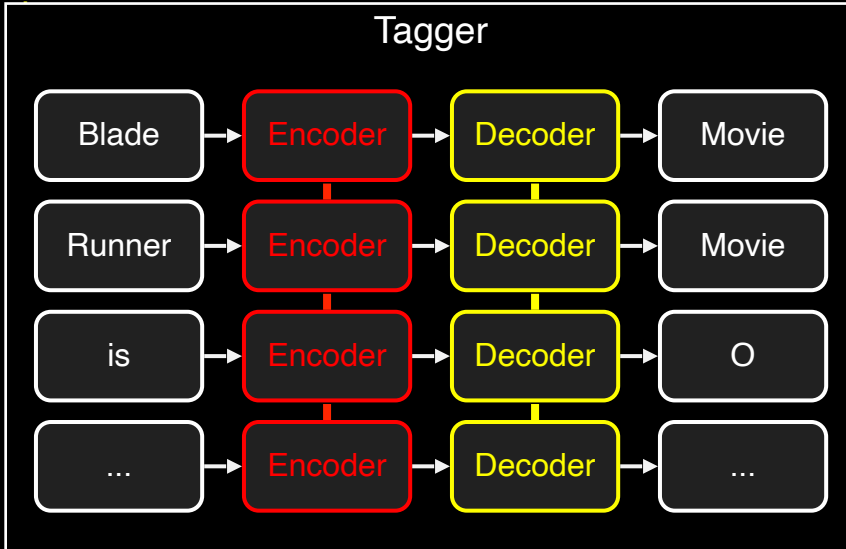 Tagger
Blade Encoder Decoder Movie
Runner Encoder Decoder Movie
is Encoder Decoder O
... Encoder Decoder ...